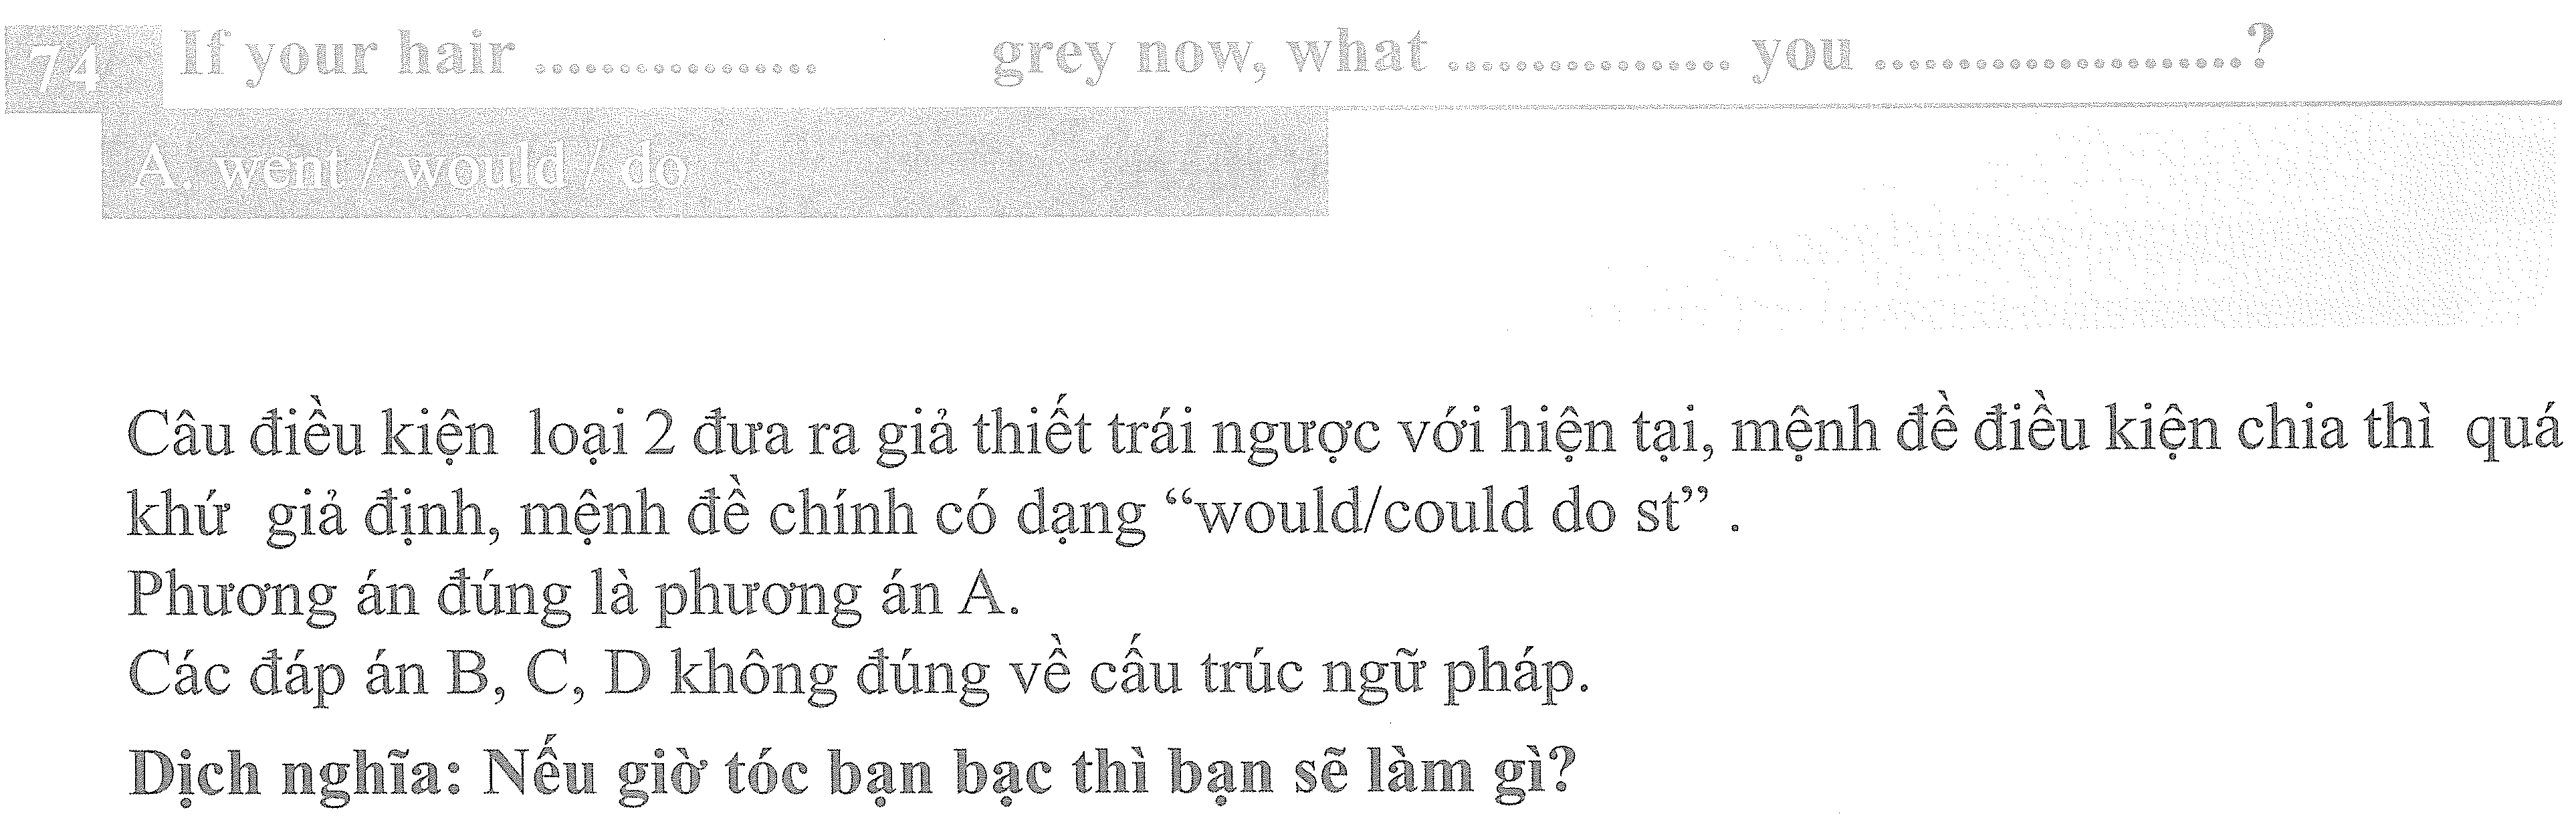 74 If your hair ................. grey now, what ................. you ......................?
A. went / would / do
Câu điều kiện loại 2 đưa ra giả thiết trái ngược với hiện tại, mệnh đề điều kiện chia thì quá
khứ giả định, mệnh đề chính có dạng “would/could do st” .
Phương án đúng là phương án A.
Các đáp án B, C, D không đúng về cấu trúc ngữ pháp.
Dịch nghĩa: Nếu giờ tóc bạn bạc thì bạn sẽ làm gì?